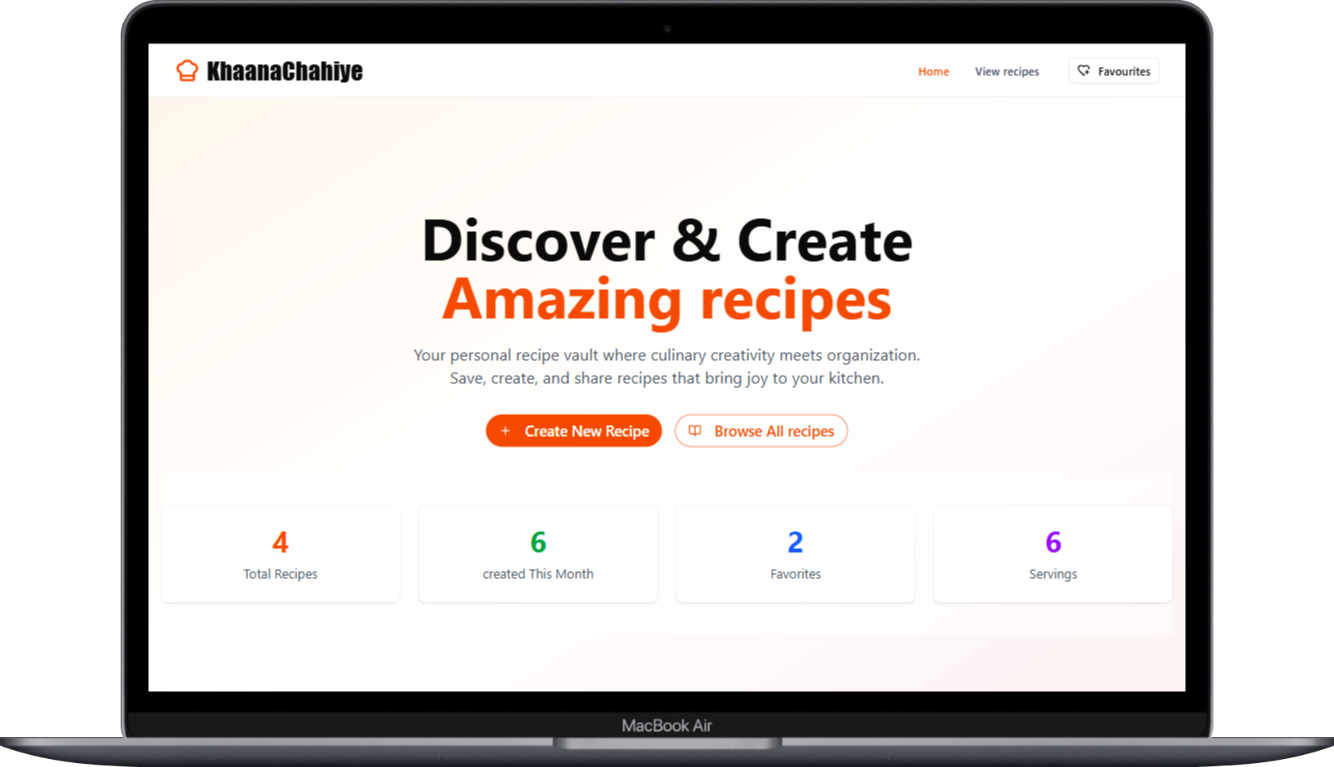 KhaanaChahiye
Home
View recipes
Favourites
Discover & Create
Amazing recipes
Your personal recipe vault where culinary creativity meets organization.
Save, create, and share recipes that bring joy to your kitchen.
+ Create New Recipe
Browse All recipes
4
Total Recipes
6
created This Month
2
Favorites
6
Servings
MacBook Air